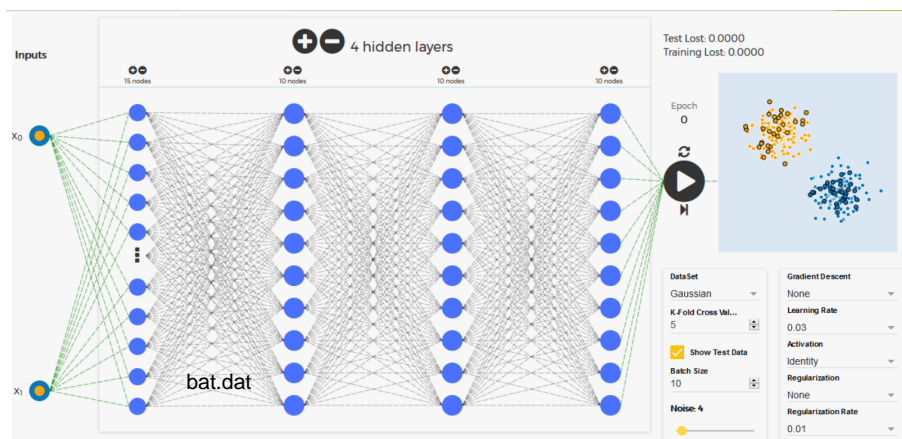 Inputs
4 hidden layers
15 nodes
10 nodes
10 nodes
10 nodes
X0
X1
bat.dat
Test Lost: 0.0000
Training Lost: 0.0000
Epoch
0
DataSet
Gaussian
K-Fold Cross Val...
5
Show Test Data
Batch Size
10
Noise: 4
Gradient Descent
None
Learning Rate
0.03
Activation
Identity
Regularization
None
Regularization Rate
0.01